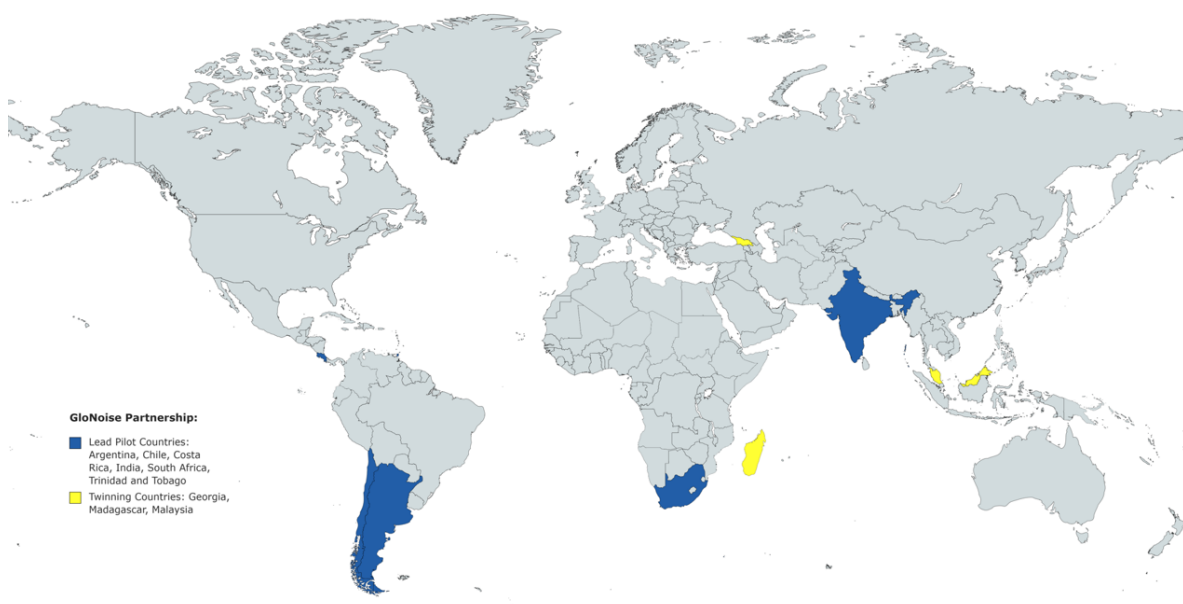 GloNoise Partnership:
Lead Pilot Countries:
Argentina, Chile, Costa
Rica, India, South Africa,
Trinidad and Tobago
Twinning Countries: Georgia,
Madagascar, Malaysia